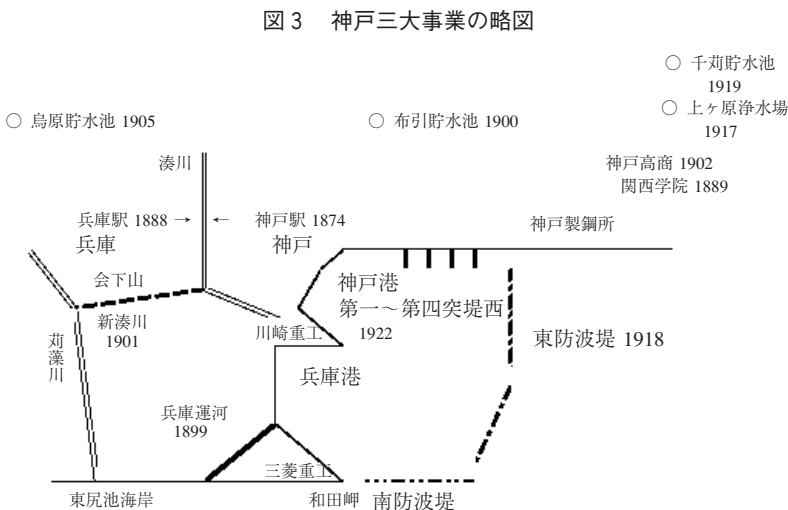 図3　神戸三大事業の略図
○ 千苅貯水池
1919
○ 烏原貯水池 1905
○ 布引貯水池 1900
○ 上ヶ原浄水場
1917
湊川
神戸高商 1902
関西学院 1889
兵庫駅 1888 →
← 神戸駅 1874
神戸製鋼所
兵庫
神戸
会下山
神戸港
第一～第四突堤西
1922
新湊川
1901
川崎重工
東防波堤 1918
苅藻川
兵庫港
兵庫運河
1899
三菱重工
東尻池海岸
和田岬
南防波堤